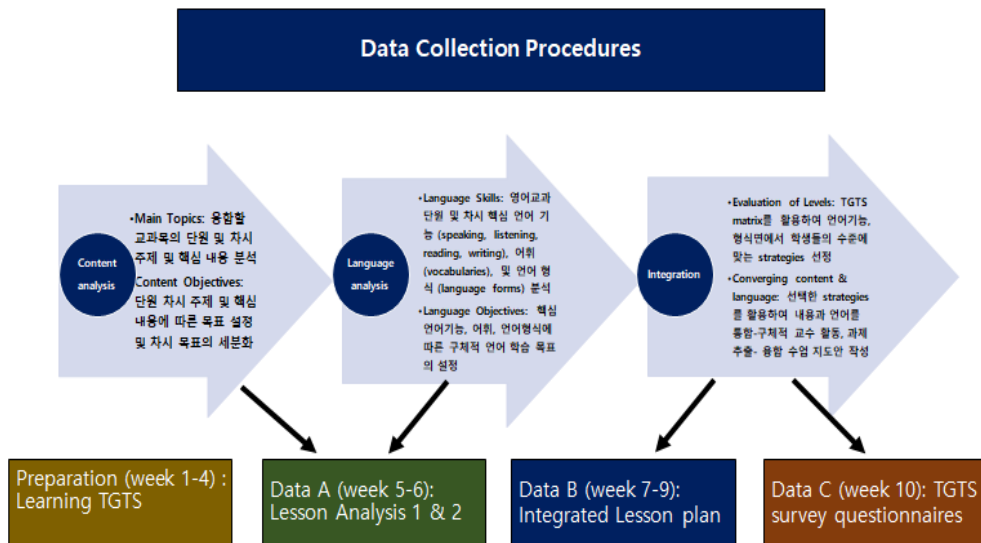 Data Collection Procedures
Content
analysis
•Main Topics: 융합할
교과목의 단원 및 차시
주제 및 핵심 내용 분석
•Content Objectives:
단원 차시 주제 및 핵심
내용에 따른 목표 설정
및 차시 목표의 세분화
Language
analysis
•Language Skills: 영어교과
단원 및 차시 핵심 언어 기
능 (speaking, listening,
reading, writing), 어휘
(vocabularies), 및 언어 형
식 (language forms) 분석
•Language Objectives: 핵심
언어기능, 어휘, 언어형식에
따른 구체적 언어 학습 목표
의 설정
Integration
•Evaluation of Levels: TGTS
matrix를 활용하여 언어기능,
형식면에서 학생들의 수준에
맞는 strategies 선정
•Converging content &
language: 선택한 strategies
를 활용하여 내용과 언어를
통합-구체적 교수 활동, 과제
추출- 융합 수업 지도안 작성
Preparation (week 1-4) :
Learning TGTS
Data A (week 5-6):
Lesson Analysis 1 & 2
Data B (week 7-9):
Integrated Lesson plan
Data C (week 10): TGTS
survey questionnaires